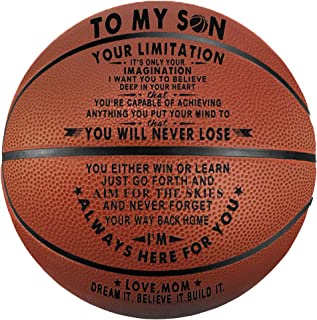 TO MY SON
YOUR LIMITATION
IT'S ONLY YOUR
IMAGINATION
I WANT YOU TO BELIEVE
DEEP IN YOUR HEART
that
YOU'RE CAPABLE OF ACHIEVING
ANYTHING YOU PUT YOUR MIND TO
that
YOU WILL NEVER LOSE
YOU EITHER WIN OR LEARN
JUST GO FORTH AND
AIM FOR THE SKIES
AND NEVER FORGET
YOUR WAY BACK HOME
I'M
ALWAYS HERE FOR YOU
LOVE, MOM
DREAM IT. BELIEVE IT. BUILD IT.